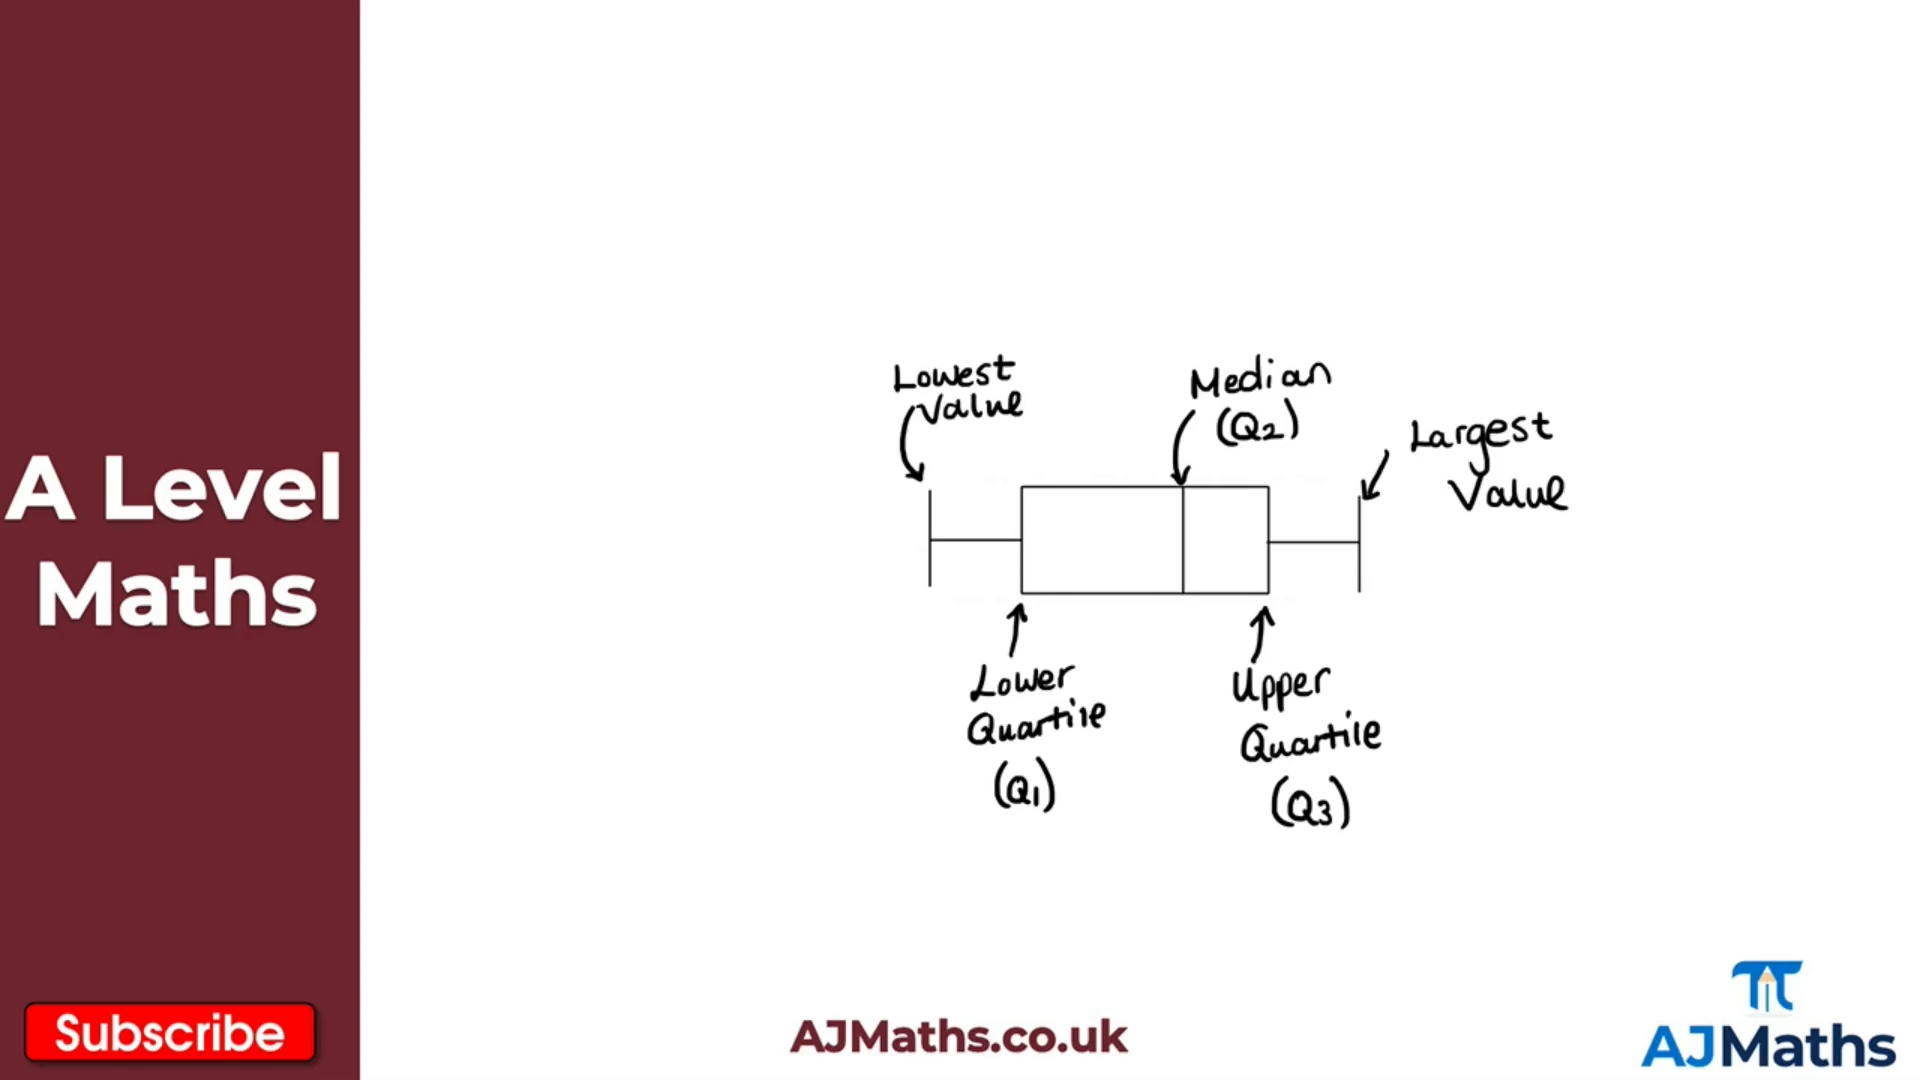 A Level
Maths
Subscribe
Lowest
Value
Median
(Q2)
Largest
Value
Lower
Quartile
(Q1)
Upper
Quartile
(Q3)
AJMaths.co.uk
AJMaths